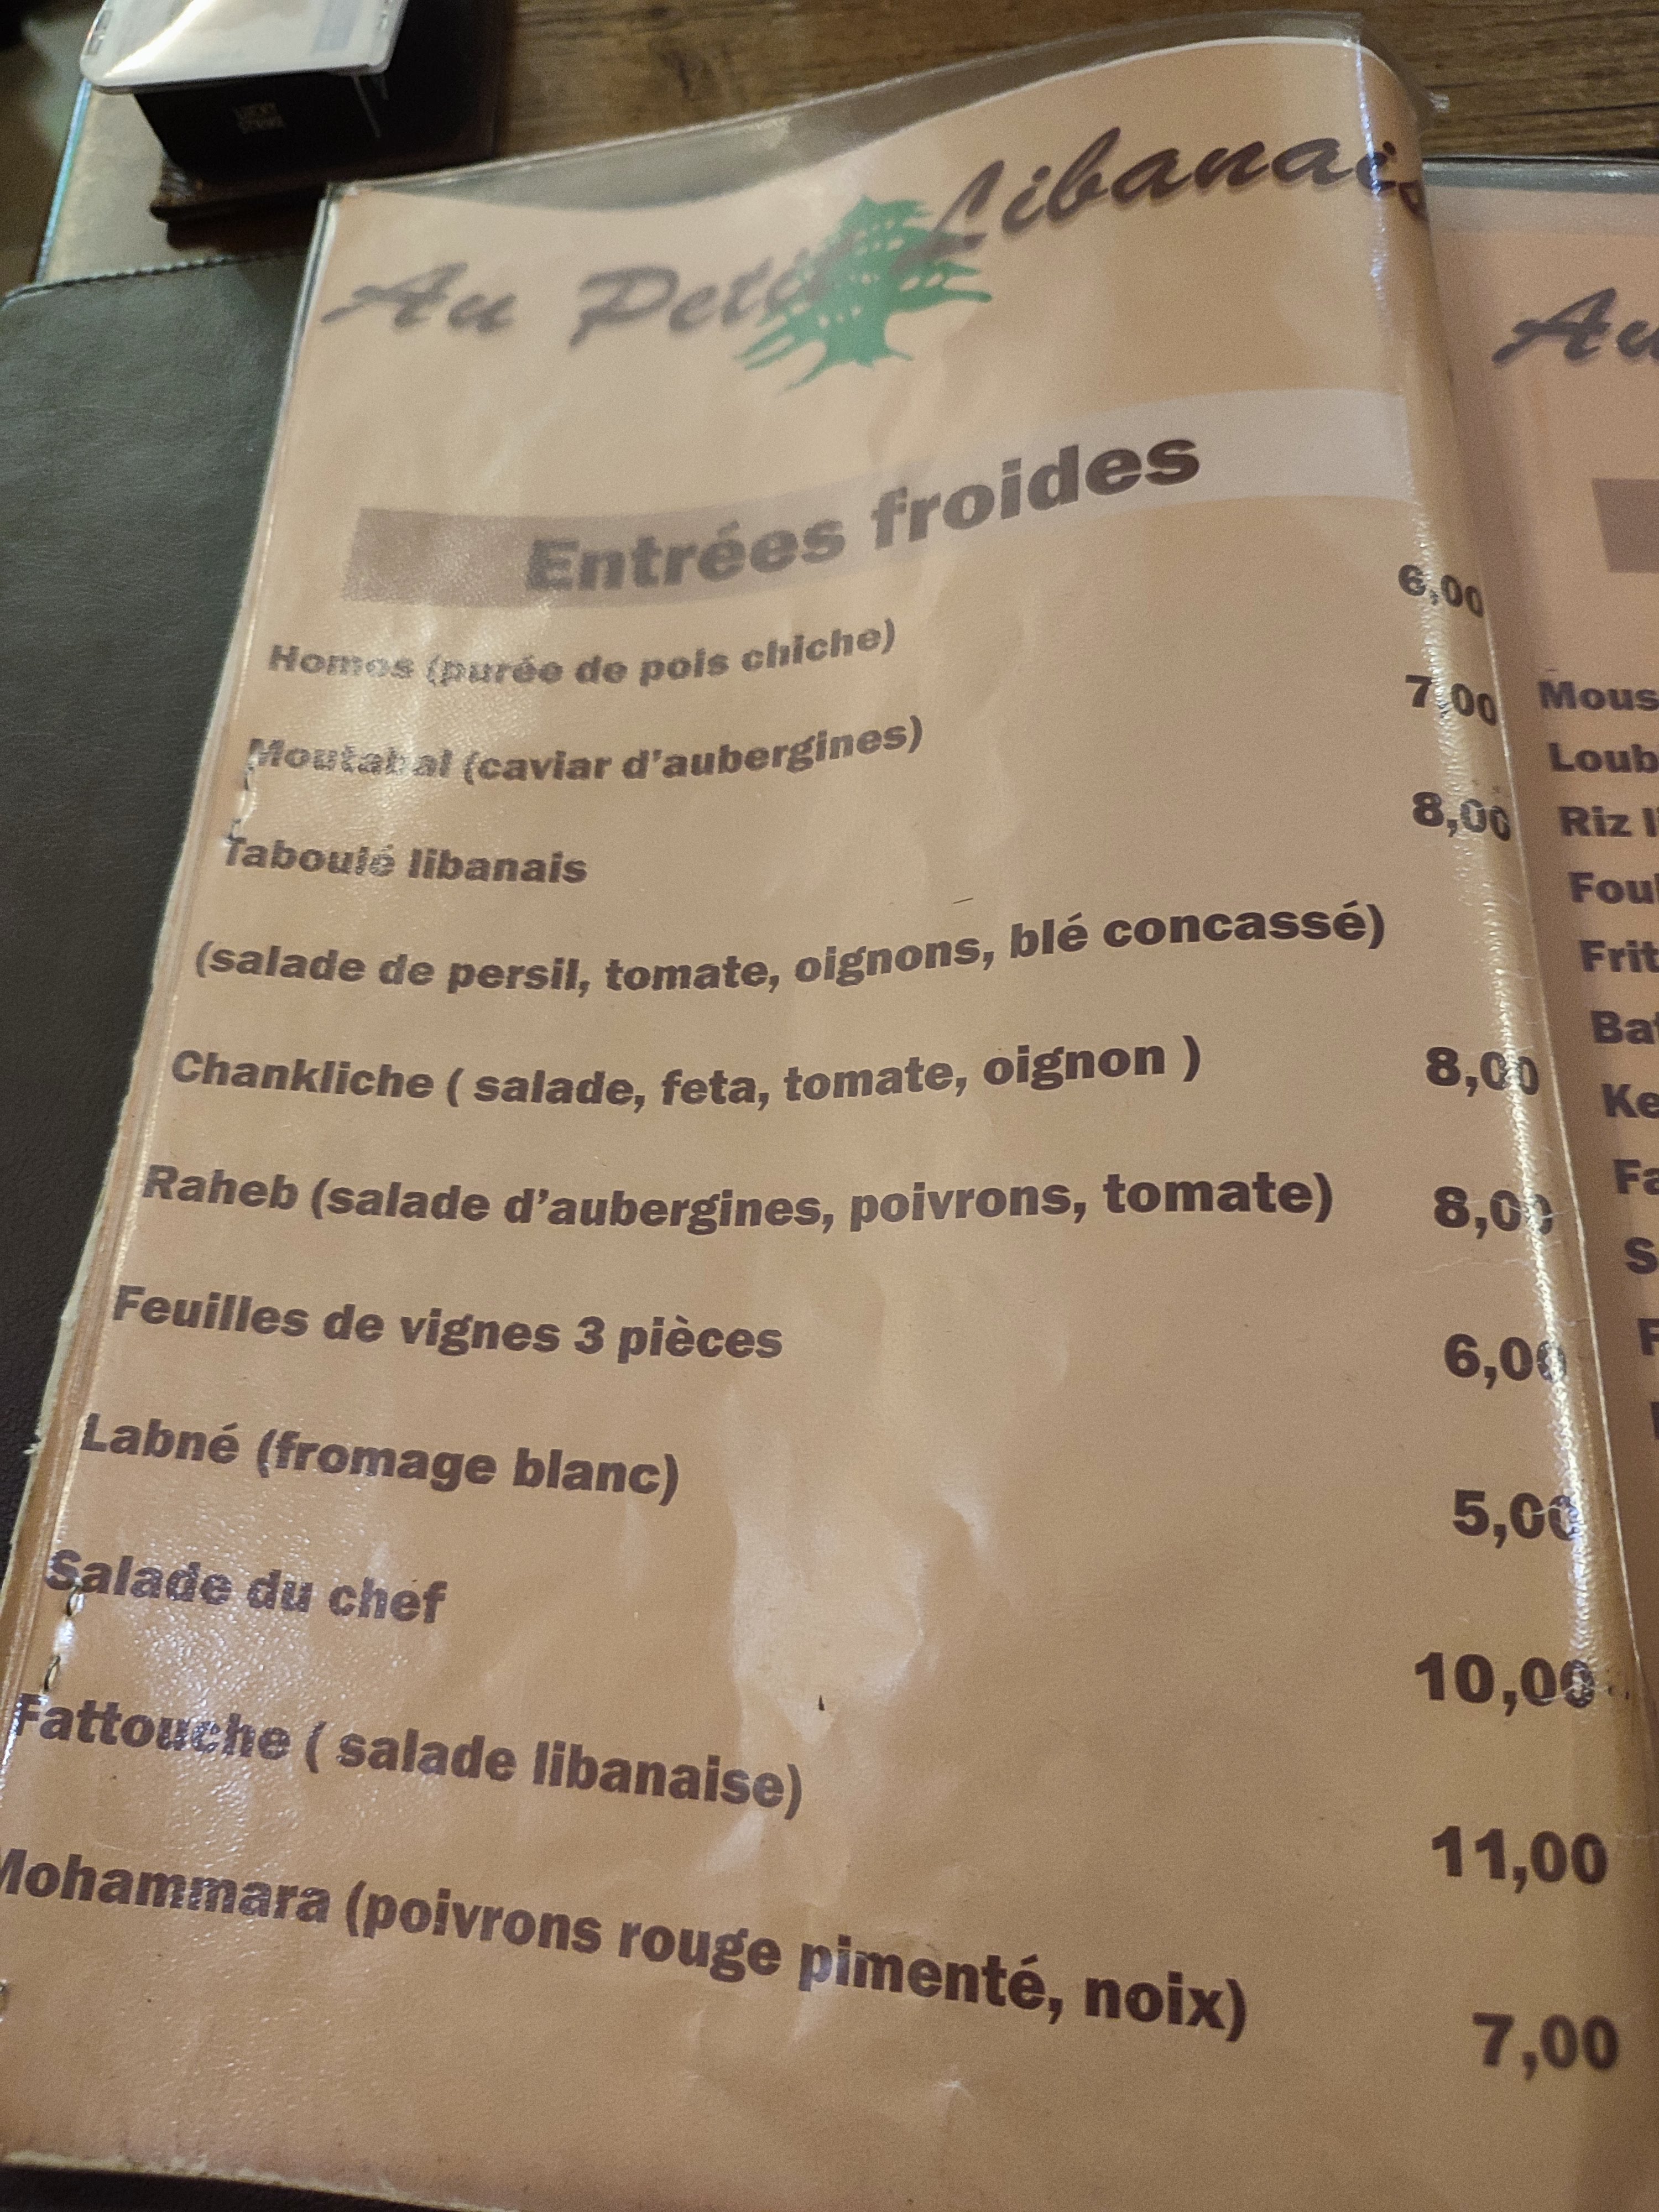 Au Petit Libanais
Entrées froides
Homos (purée de pois chiche) 6,00
Moutabal (caviar d'aubergines) 7,00
Taboulé libanais 8,00
(salade de persil, tomate, oignons, blé concassé)
Chankliche ( salade, feta, tomate, oignon ) 8,00
Raheb (salade d'aubergines, poivrons, tomate) 8,00
Feuilles de vignes 3 pièces 6,00
Labné (fromage blanc) 5,00
Salade du chef 10,00
Fattouche ( salade libanaise) 11,00
Mohammara (poivrons rouge pimenté, noix) 7,00
Au
Mous
Loub
Riz l
Foul
Frit
Bat
Ke
Fa
S
F
LUCKY
STRIKE